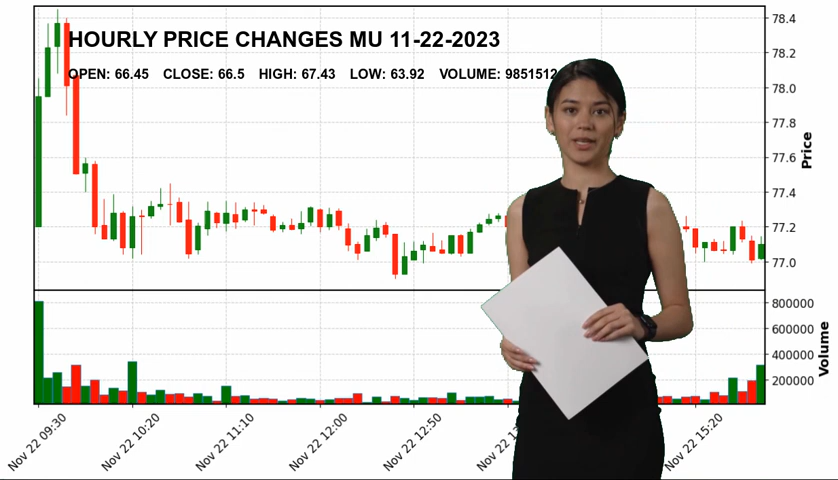 HOURLY PRICE CHANGES MU 11-22-2023
OPEN: 66.45 CLOSE: 66.5 HIGH: 67.43 LOW: 63.92 VOLUME: 9851512
78.4
78.2
78.0
77.8
77.6
77.4
77.2
77.0
Price
800000
600000
400000
200000
Volume
Nov 22 09:30
Nov 22 10:20
Nov 22 11:10
Nov 22 12:00
Nov 22 12:50
Nov 22
Nov 22 15:20